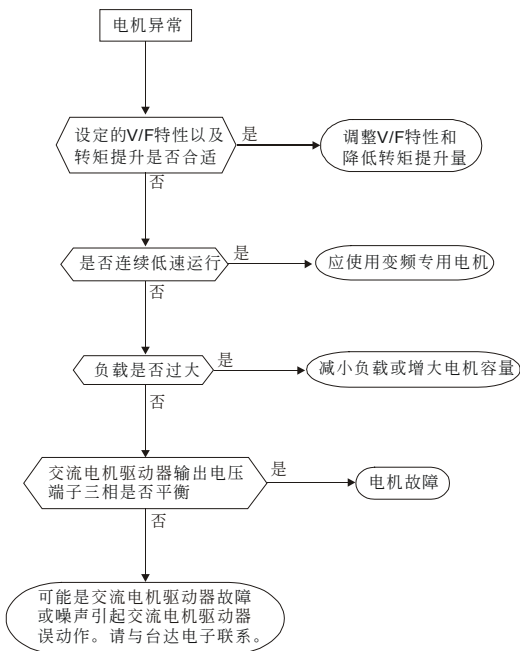 电机异常
设定的V/F特性以及
转矩提升是否合适
是
调整V/F特性和
降低转矩提升量
否
是否连续低速运行
是
应使用变频专用电机
否
负载是否过大
是
减小负载或增大电机容量
否
交流电机驱动器输出电压
端子三相是否平衡
是
电机故障
否
可能是交流电机驱动器故障
或噪声引起交流电机驱动器
误动作。请与台达电子联系。